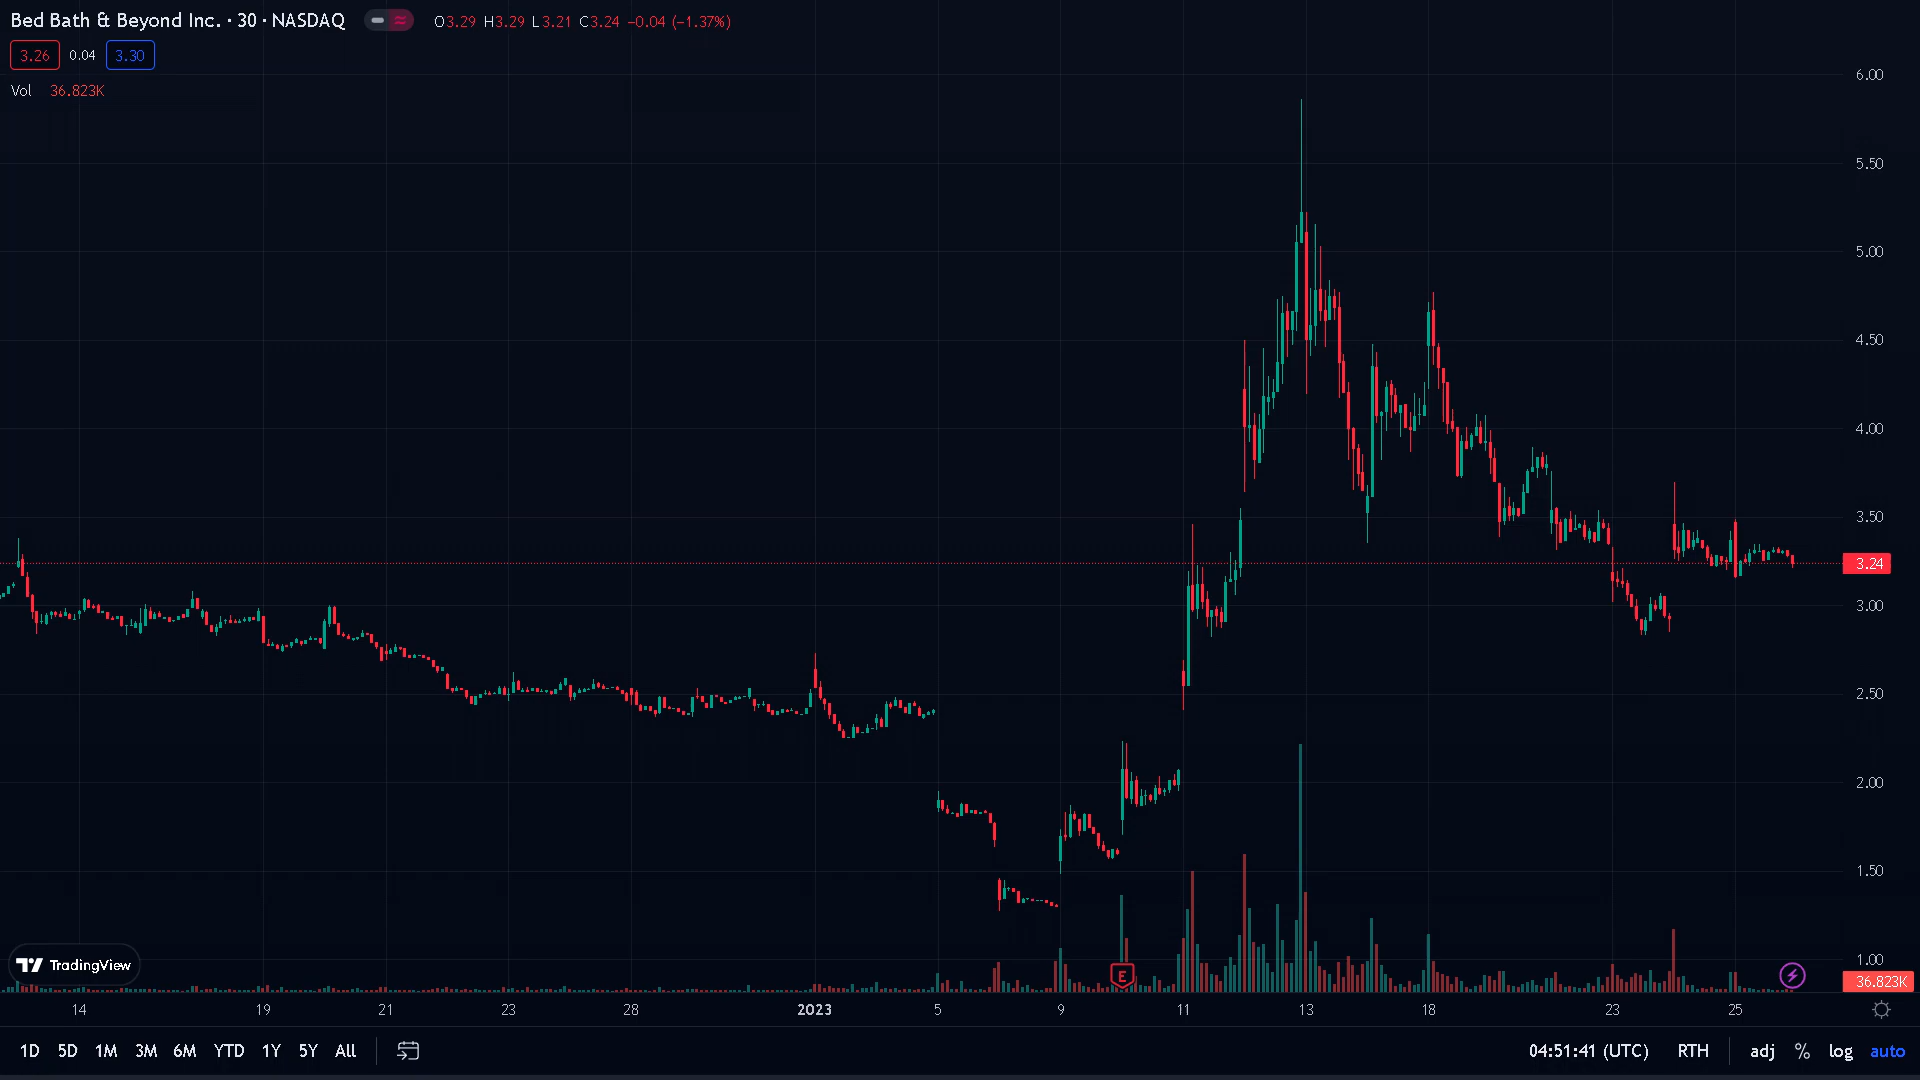 Bed Bath & Beyond Inc. · 30 · NASDAQ O3.29 H3.29 L3.21 C3.24 −0.04 (−1.37%)
3.26 0.04 3.30
Vol 36.823K
6.00
5.50
5.00
4.50
4.00
3.50
3.24
3.00
2.50
2.00
1.50
1.00
TradingView
E
36.823K
14 19 21 23 28 2023 5 9 11 13 18 23 25
1D 5D 1M 3M 6M YTD 1Y 5Y All 04:51:41 (UTC) RTH adj % log auto